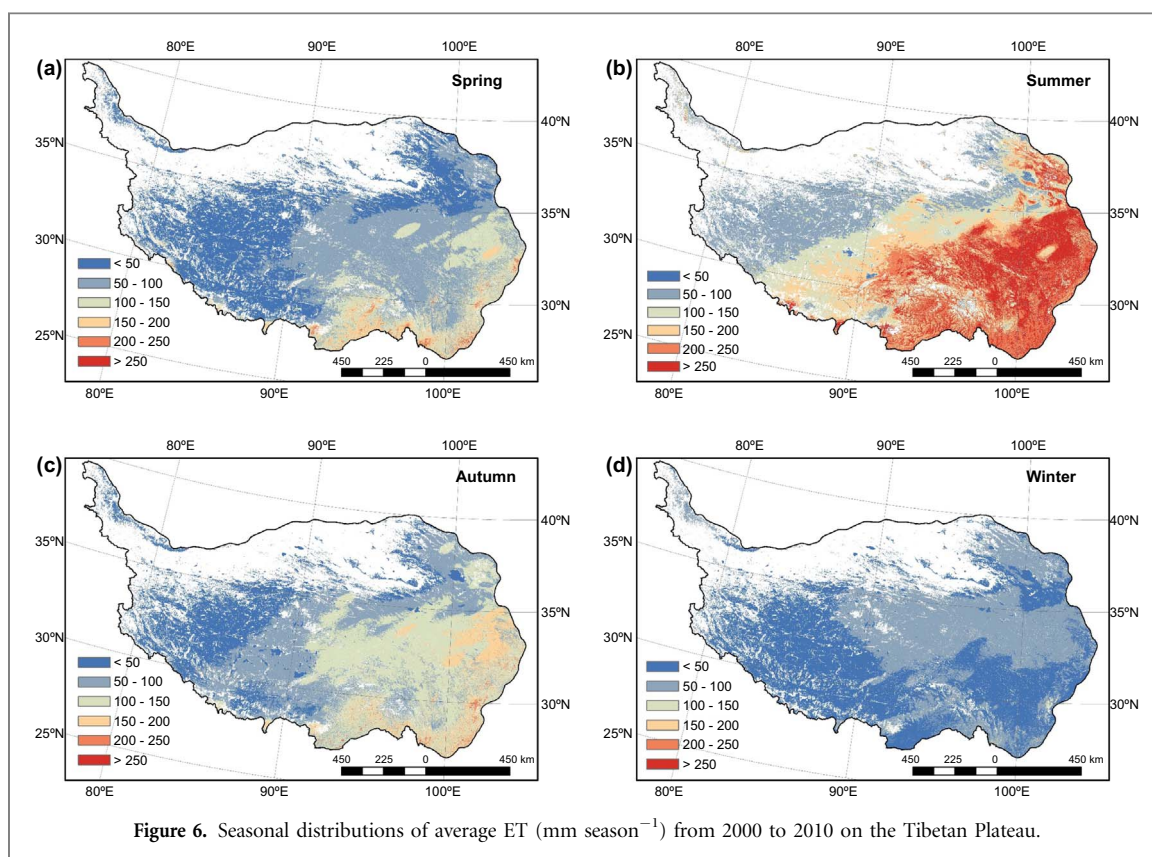 80ºE 90ºE 100ºE
(a) Spring
40ºN
35ºN
35ºN
30ºN
30ºN
25ºN
< 50
50 - 100
100 - 150
150 - 200
200 - 250
> 250
450 225 0 450 km
80ºE 90ºE 100ºE
80ºE 90ºE 100ºE
(b) Summer
40ºN
35ºN
35ºN
30ºN
30ºN
25ºN
< 50
50 - 100
100 - 150
150 - 200
200 - 250
> 250
450 225 0 450 km
80ºE 90ºE 100ºE
80ºE 90ºE 100ºE
(c) Autumn
40ºN
35ºN
35ºN
30ºN
30ºN
25ºN
< 50
50 - 100
100 - 150
150 - 200
200 - 250
> 250
450 225 0 450 km
80ºE 90ºE 100ºE
80ºE 90ºE 100ºE
(d) Winter
40ºN
35ºN
35ºN
30ºN
30ºN
25ºN
< 50
50 - 100
100 - 150
150 - 200
200 - 250
> 250
450 225 0 450 km
80ºE 90ºE 100ºE
Figure 6. Seasonal distributions of average ET (mm season⁻¹) from 2000 to 2010 on the Tibetan Plateau.